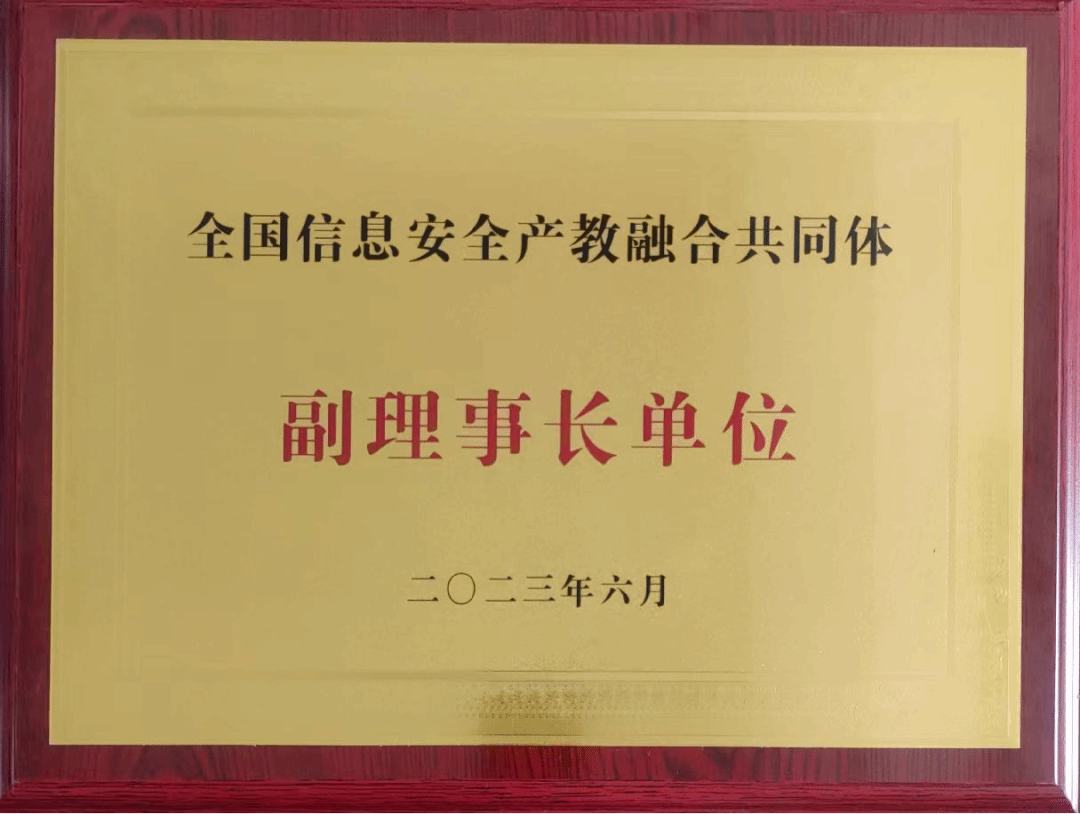 全国信息安全产教融合共同体
副理事长单位
二〇二三年六月